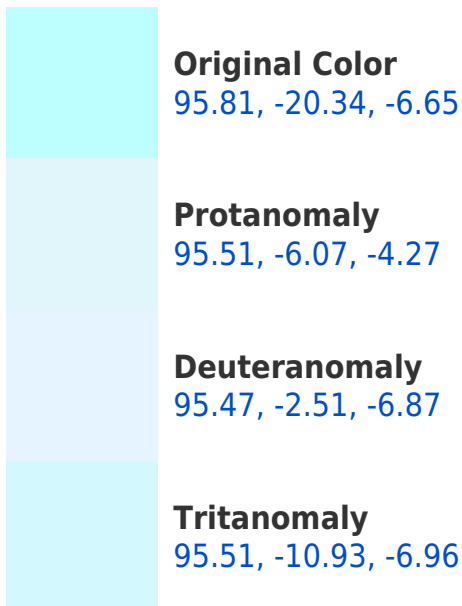 Original Color
95.81, -20.34, -6.65
Protanomaly
95.51, -6.07, -4.27
Deuteranomaly
95.47, -2.51, -6.87
Tritanomaly
95.51, -10.93, -6.96